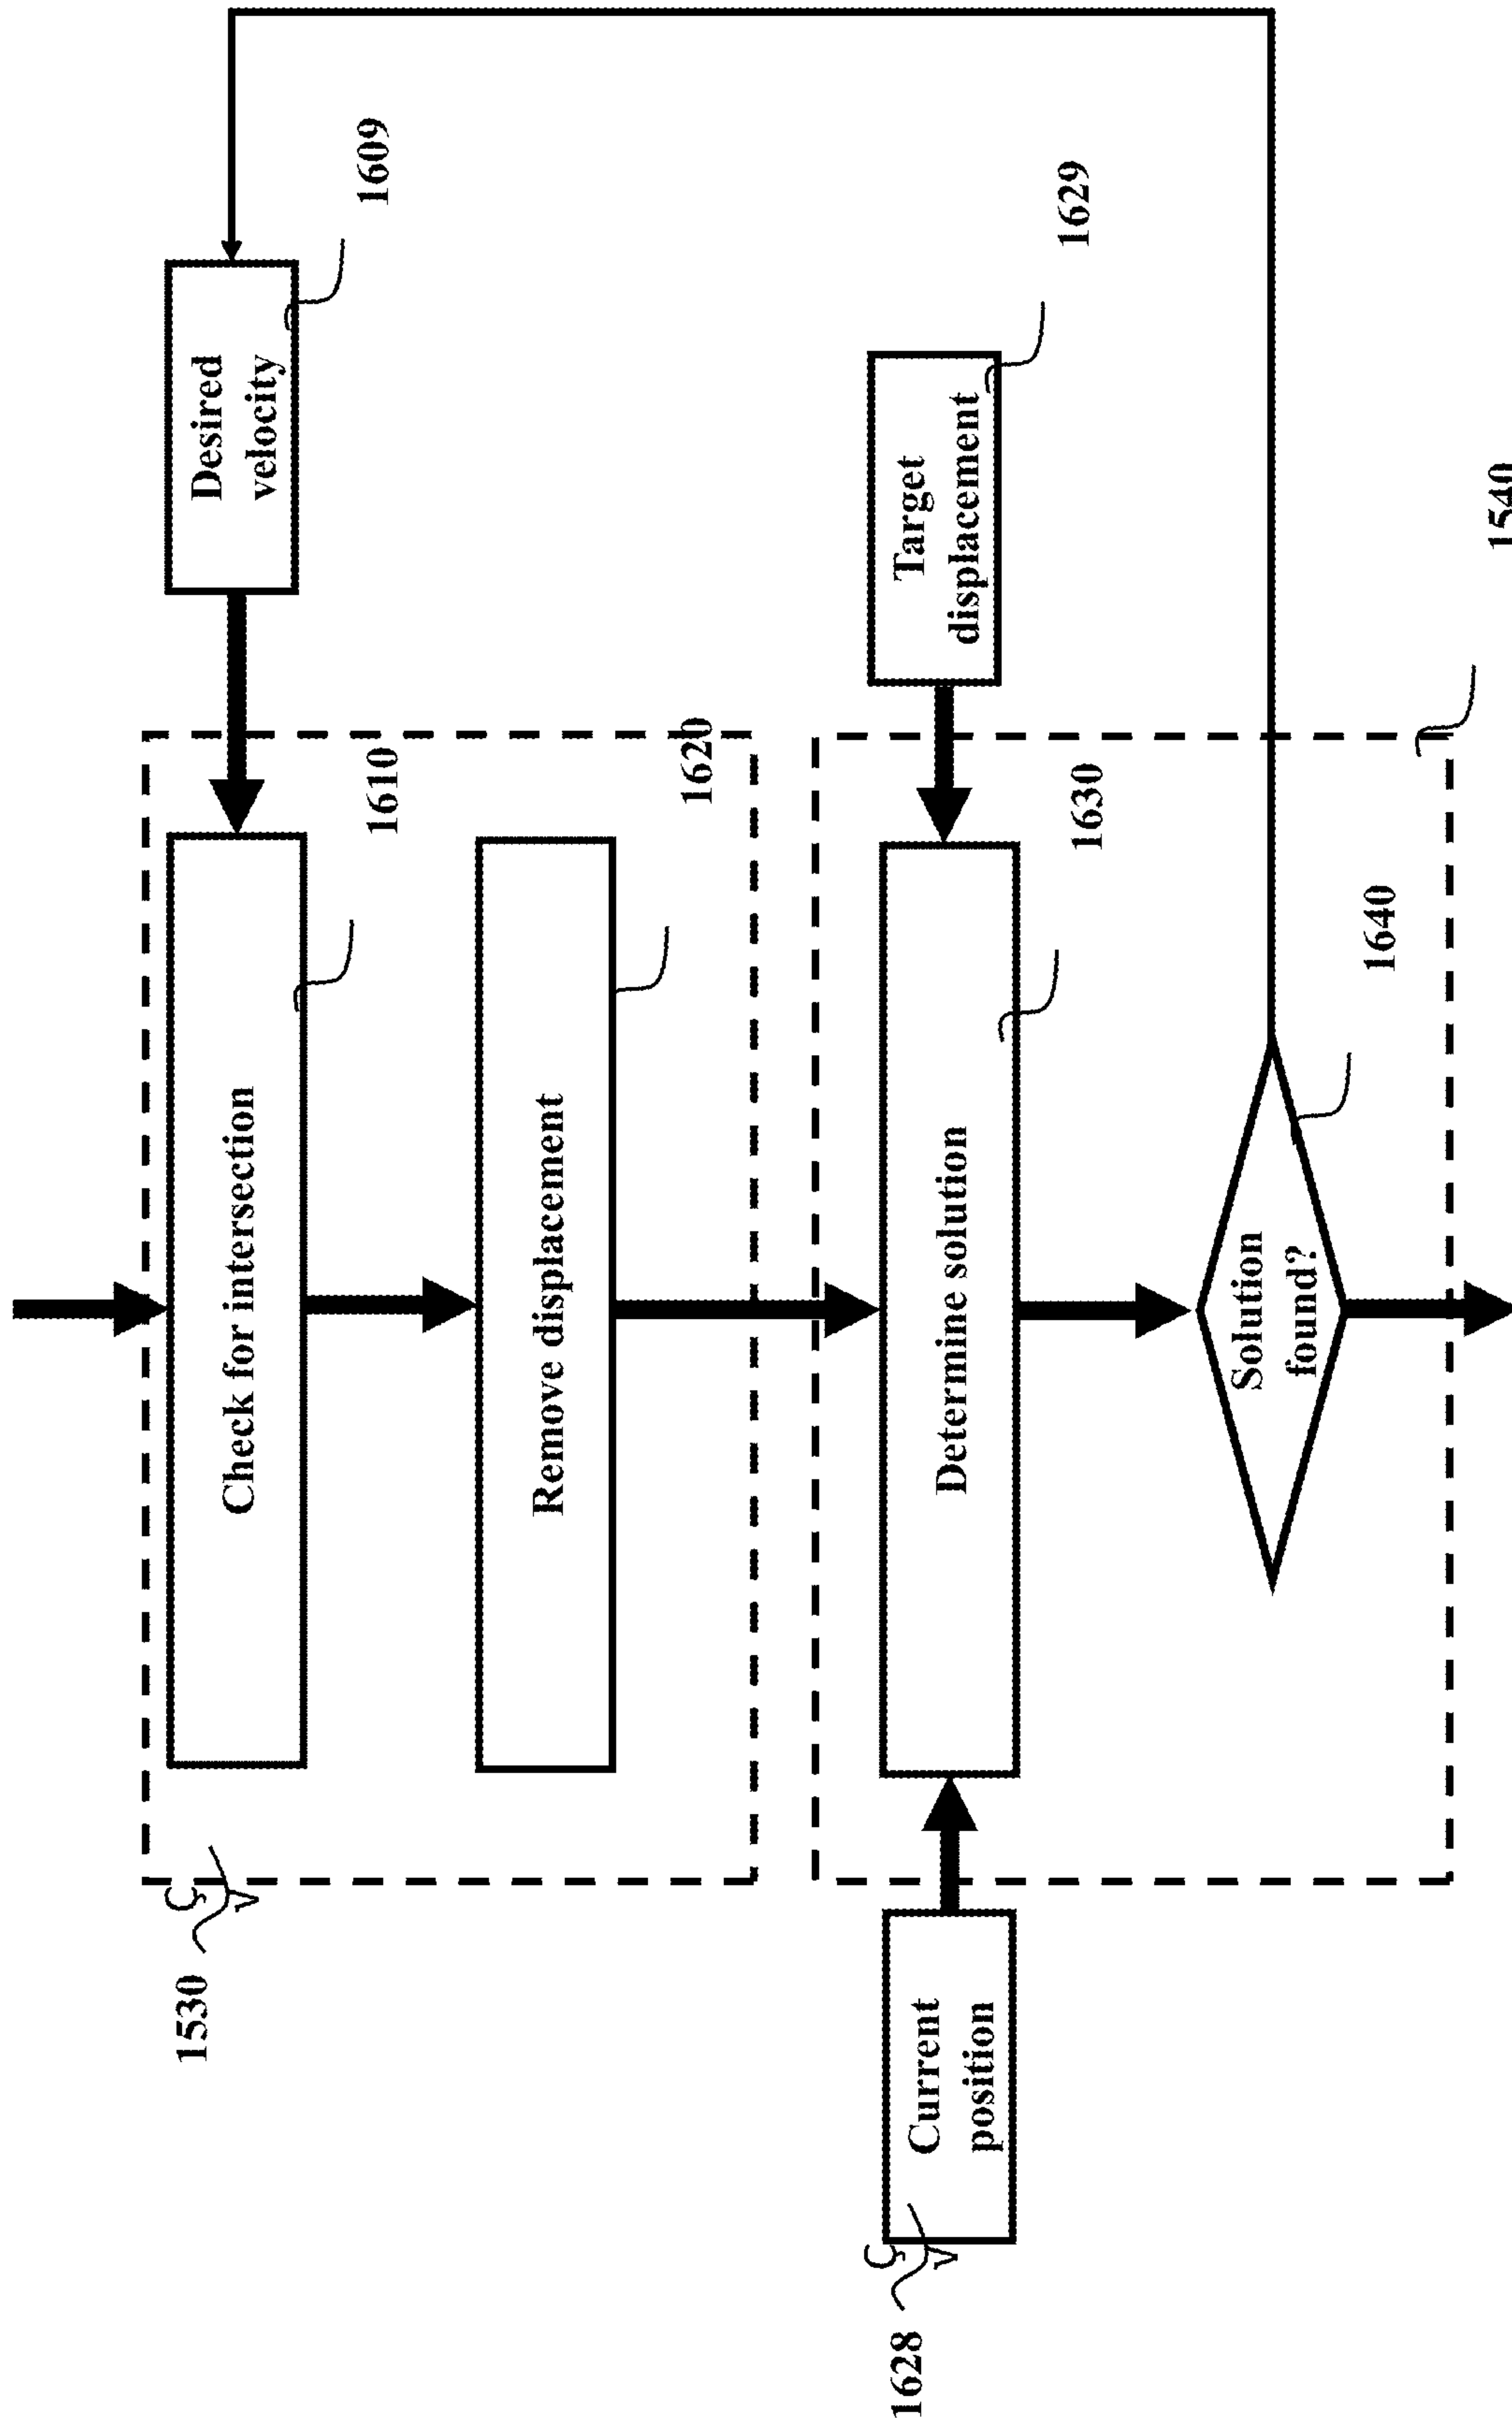 1530
Check for intersection
1610
Desired
velocity
1609
Remove displacement
1620
1628
Current
position
Determine solution
1630
Target
displacement
1629
Solution
found?
1640
1540